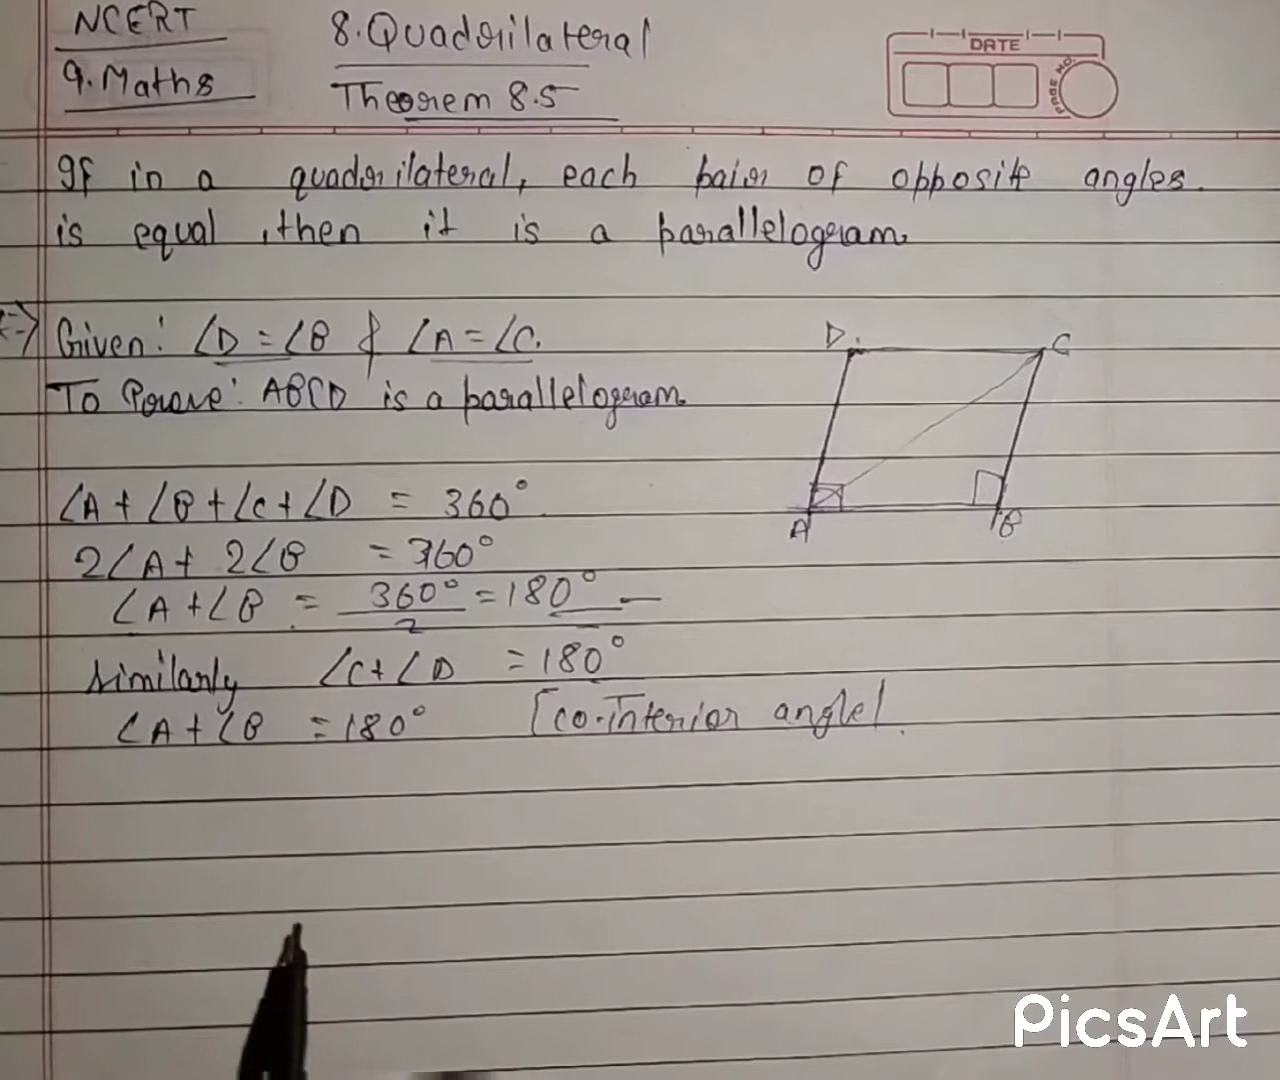 NCERT
9. Maths
8. Quadrilateral
Theorem 8.5
DATE
PAGE NO.
If in a quadrilateral, each pair of opposite angles.
is equal, then it is a parallelogram.
=> Given: ∠D = ∠B & ∠A = ∠C.
To Prove: ABCD is a parallelogram.
D
C
A
B
∠A + ∠B + ∠C + ∠D = 360°
2∠A + 2∠B = 360°
∠A + ∠B = 360°/2 = 180° —
Similarly ∠C + ∠D = 180°
∠A + ∠B = 180° [co-Interior angle]
PicsArt